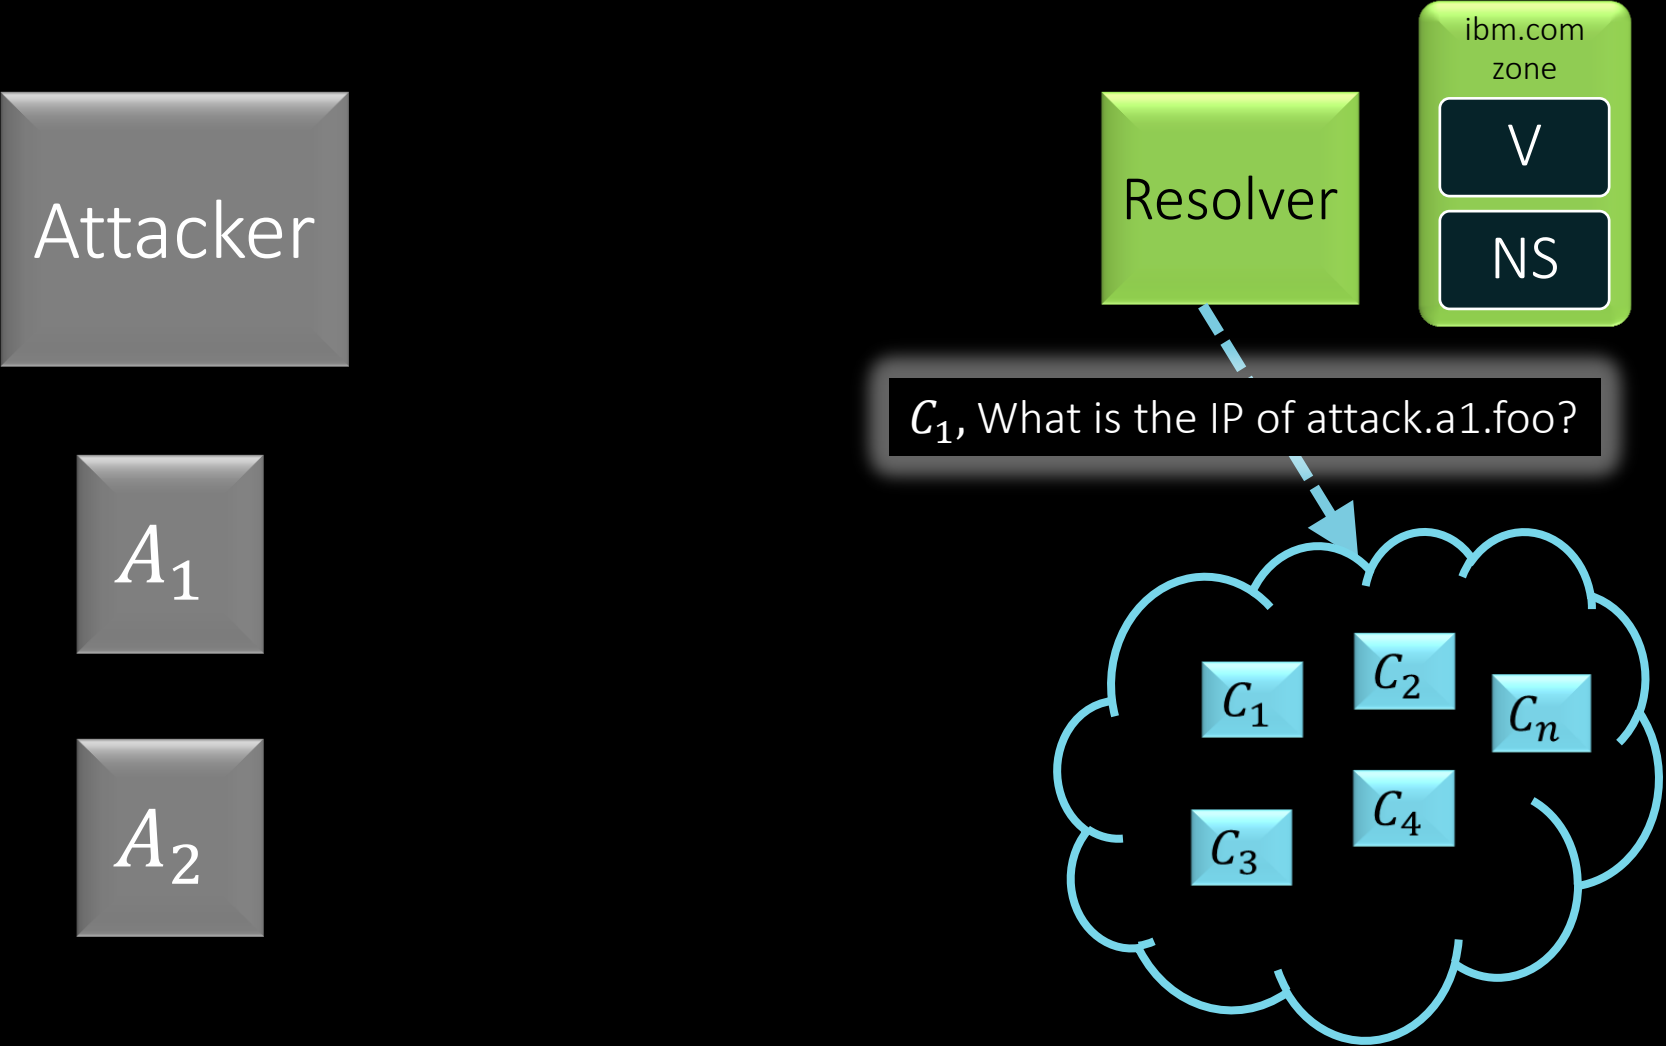 ibm.com
zone
V
NS
Attacker
Resolver
C₁, What is the IP of attack.a1.foo?
A₁
A₂
C₁
C₂
Cₙ
C₃
C₄